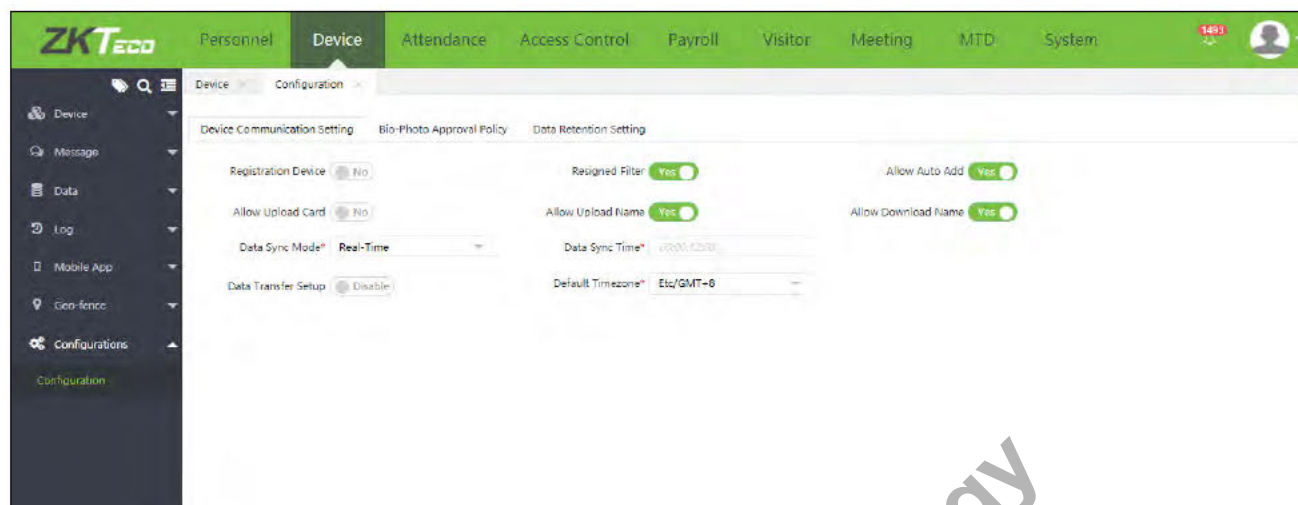 ZKTeco Personnel Device Attendance Access Control Payroll Visitor Meeting MTD System 1493
Device Configuration
Device
Message
Data
Log
Mobile App
Geo-fence
Configurations
Configuration
Device Communication Setting Bio-Photo Approval Policy Data Retention Setting
Registration Device No Resigned Filter Yes Allow Auto Add Yes
Allow Upload Card No Allow Upload Name Yes Allow Download Name Yes
Data Sync Mode* Real-Time Data Sync Time*
Data Transfer Setup Disable Default Timezone* Etc/GMT+8